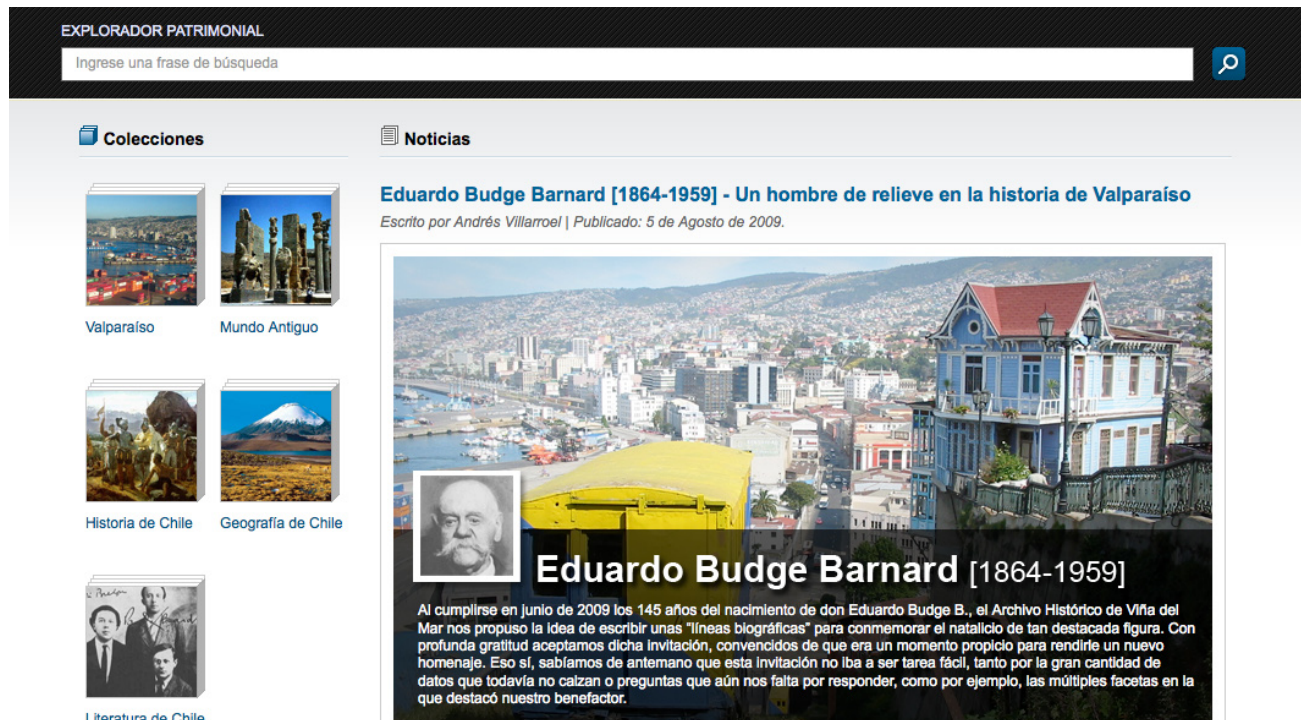 EXPLORADOR PATRIMONIAL
Ingrese una frase de búsqueda
Colecciones
Valparaíso
Mundo Antiguo
Historia de Chile
Geografía de Chile
Literatura de Chile
Noticias
Eduardo Budge Barnard [1864-1959] - Un hombre de relieve en la historia de Valparaíso
Escrito por Andrés Villarroel | Publicado: 5 de Agosto de 2009.
Eduardo Budge Barnard [1864-1959]
Al cumplirse en junio de 2009 los 145 años del nacimiento de don Eduardo Budge B., el Archivo Histórico de Viña del
Mar nos propuso la idea de escribir unas "líneas biográficas" para conmemorar el natalicio de tan destacada figura. Con
profunda gratitud aceptamos dicha invitación, convencidos de que era un momento propicio para rendirle un nuevo
homenaje. Eso sí, sabíamos de antemano que esta invitación no iba a ser tarea fácil, tanto por la gran cantidad de
datos que todavía no calzan o preguntas que aún nos falta por responder, como por ejemplo, las múltiples facetas en la
que destacó nuestro benefactor.